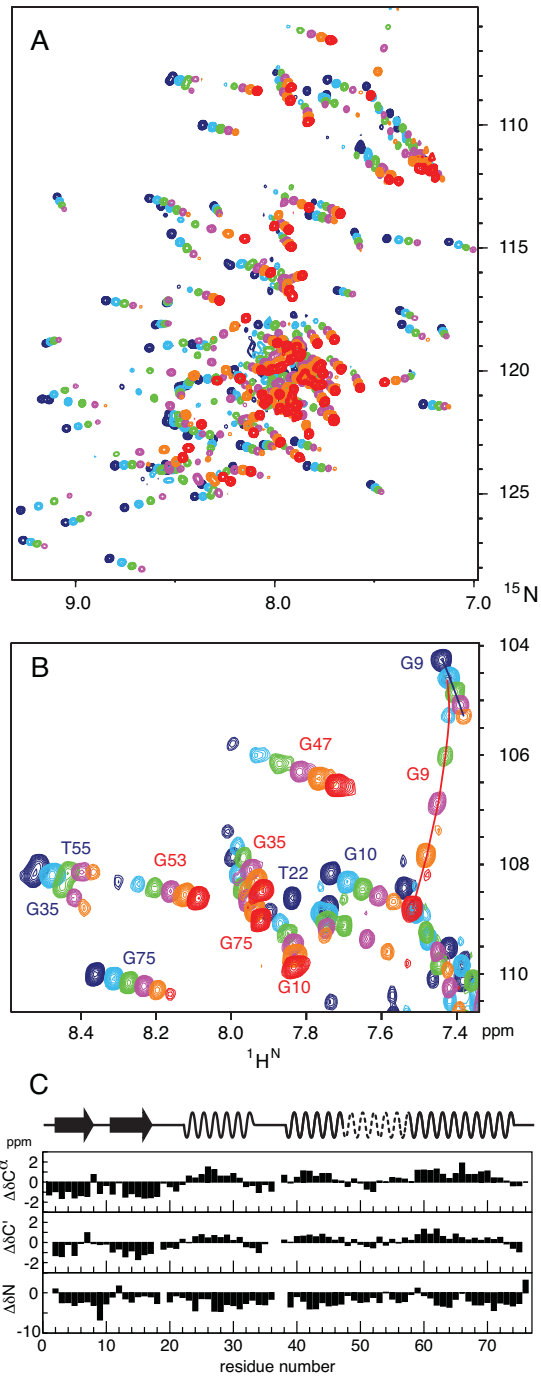 A
110
115
120
125
9.0 8.0 7.0
15N
B
104
G9
G47
106
G9
G35
T55
T22 G10
G53
108
G35
G75
G75
G10
110
8.4 8.2 8.0 7.8 7.6 7.4 ppm
1HN
C
ppm
ΔδCα
2
0
-2
ΔδC'
2
0
-2
ΔδN
0
-10
0 10 20 30 40 50 60 70
residue number